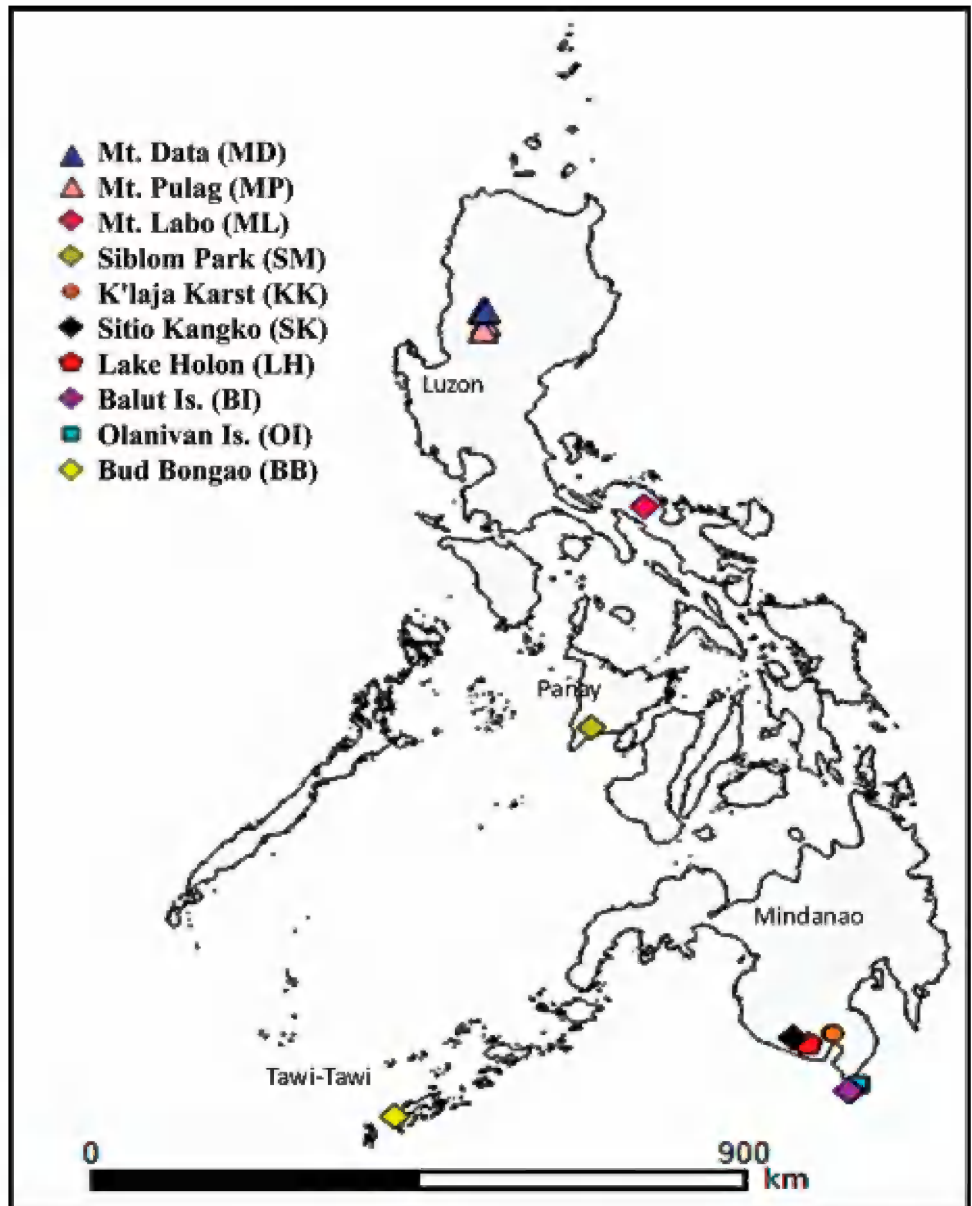 Mt. Data (MD)
Mt. Pulag (MP)
Mt. Labo (ML)
Siblom Park (SM)
K'laja Karst (KK)
Sitio Kangko (SK)
Lake Holon (LH)
Balut Is. (BI)
Olanivan Is. (OI)
Bud Bongao (BB)
Luzon
Panay
Mindanao
Tawi-Tawi
0 900
km